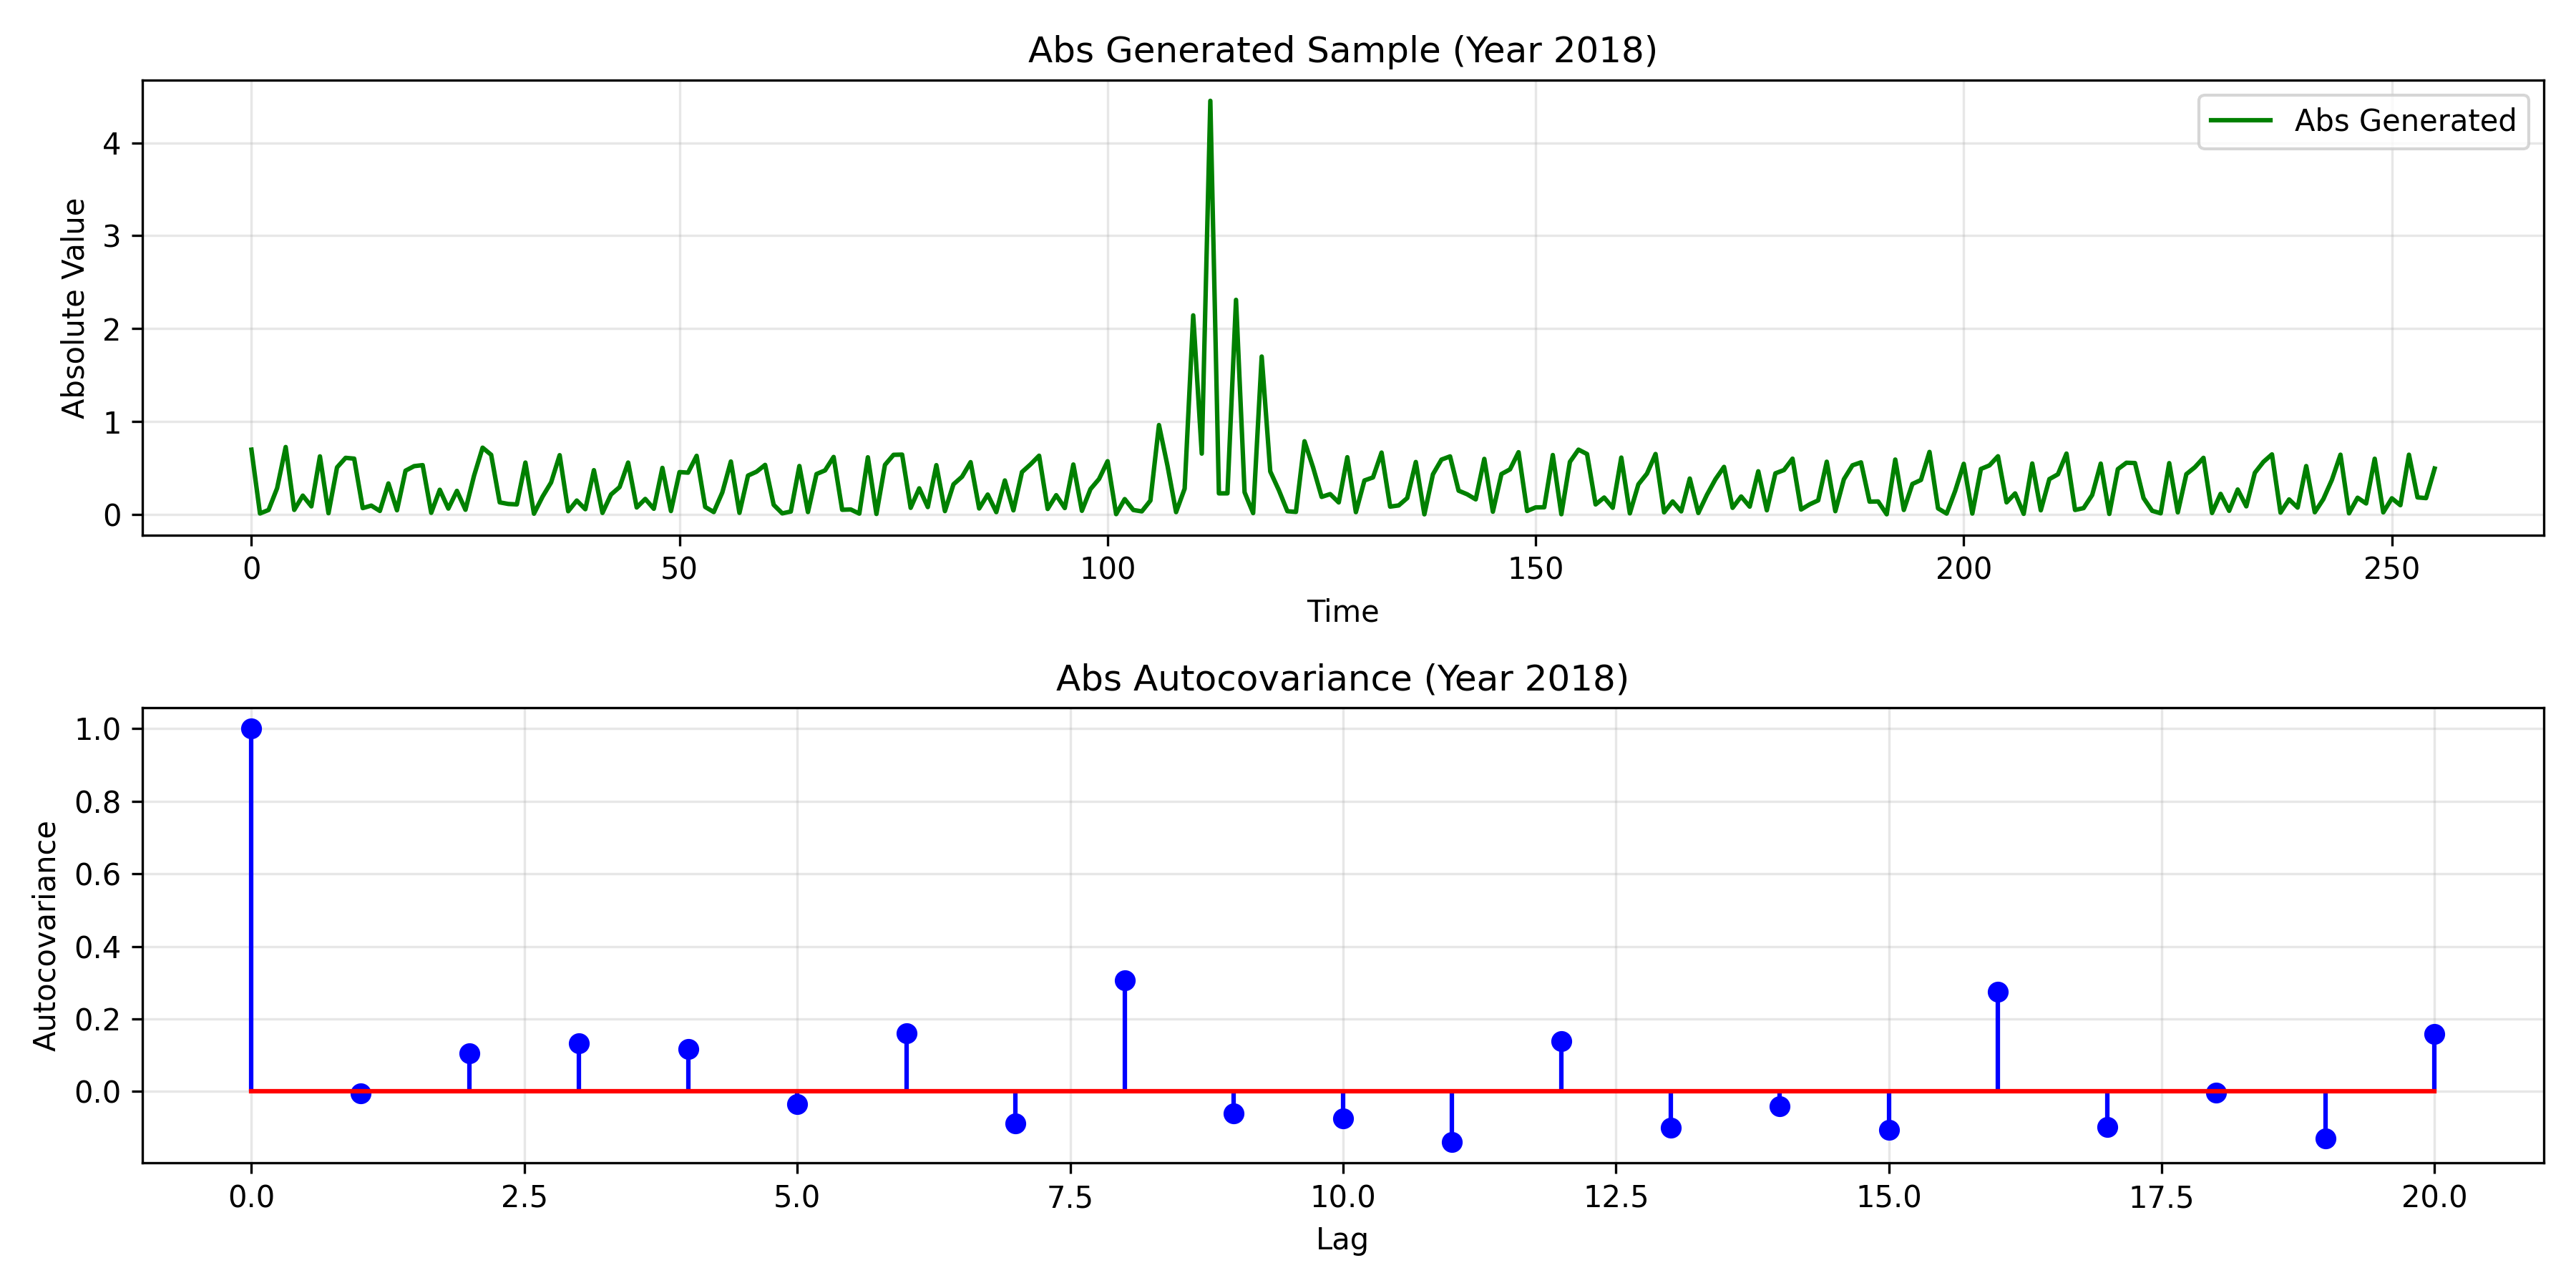 Abs Generated Sample (Year 2018)
Abs Generated
Absolute Value
4
3
2
1
0
0 50 100 150 200 250
Time
Abs Autocovariance (Year 2018)
Autocovariance
1.0
0.8
0.6
0.4
0.2
0.0
0.0 2.5 5.0 7.5 10.0 12.5 15.0 17.5 20.0
Lag